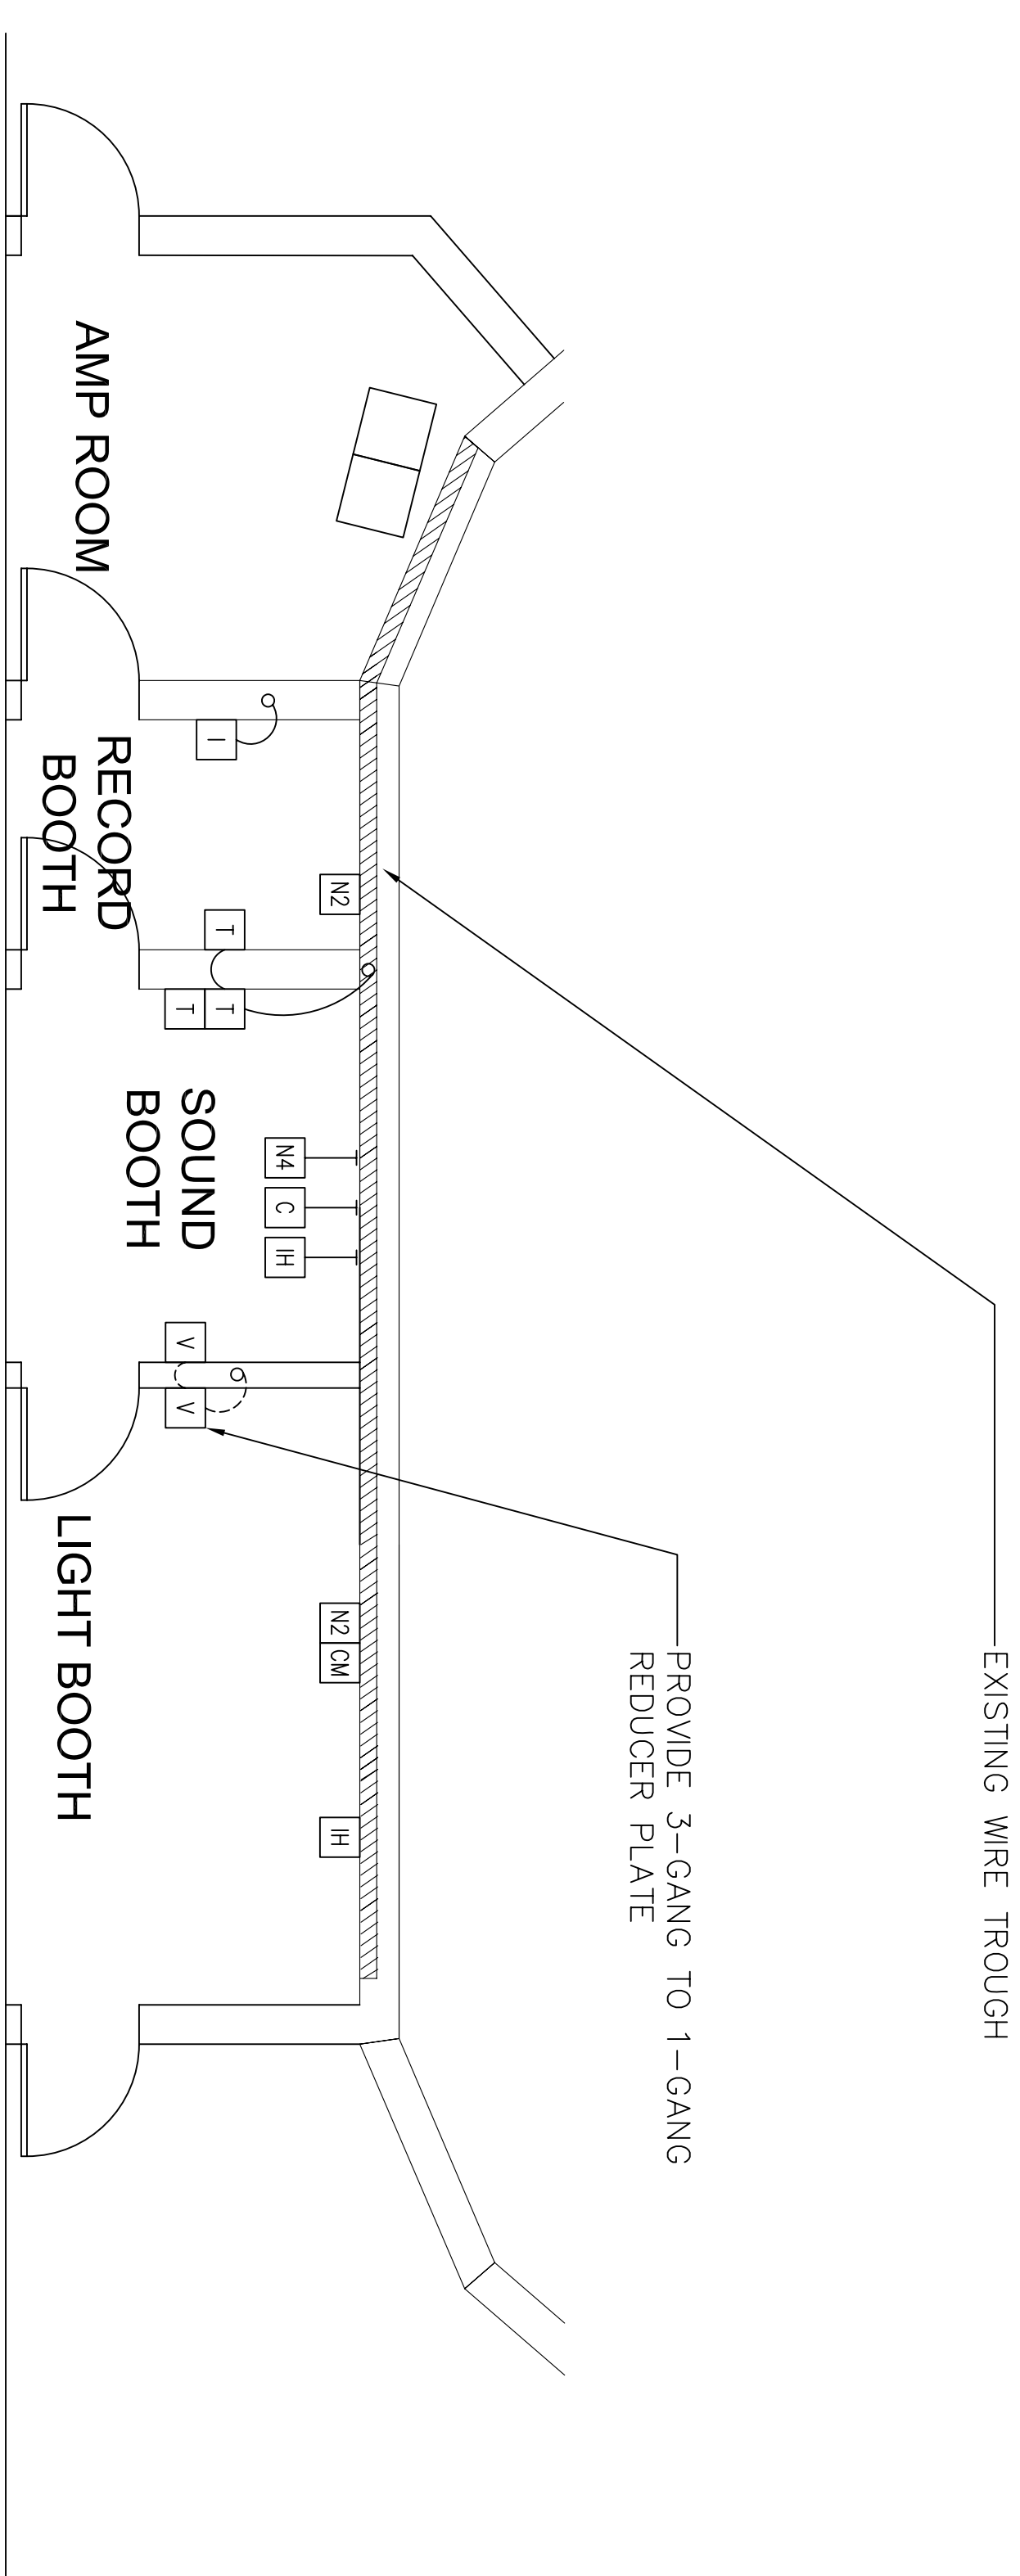 EXISTING WIRE TROUGH
PROVIDE 3-GANG TO 1-GANG
REDUCER PLATE
N2
N2
CM
IH
N4
C
IH
I
T
T
T
V
V
AMP ROOM
RECORD
BOOTH
SOUND
BOOTH
LIGHT BOOTH